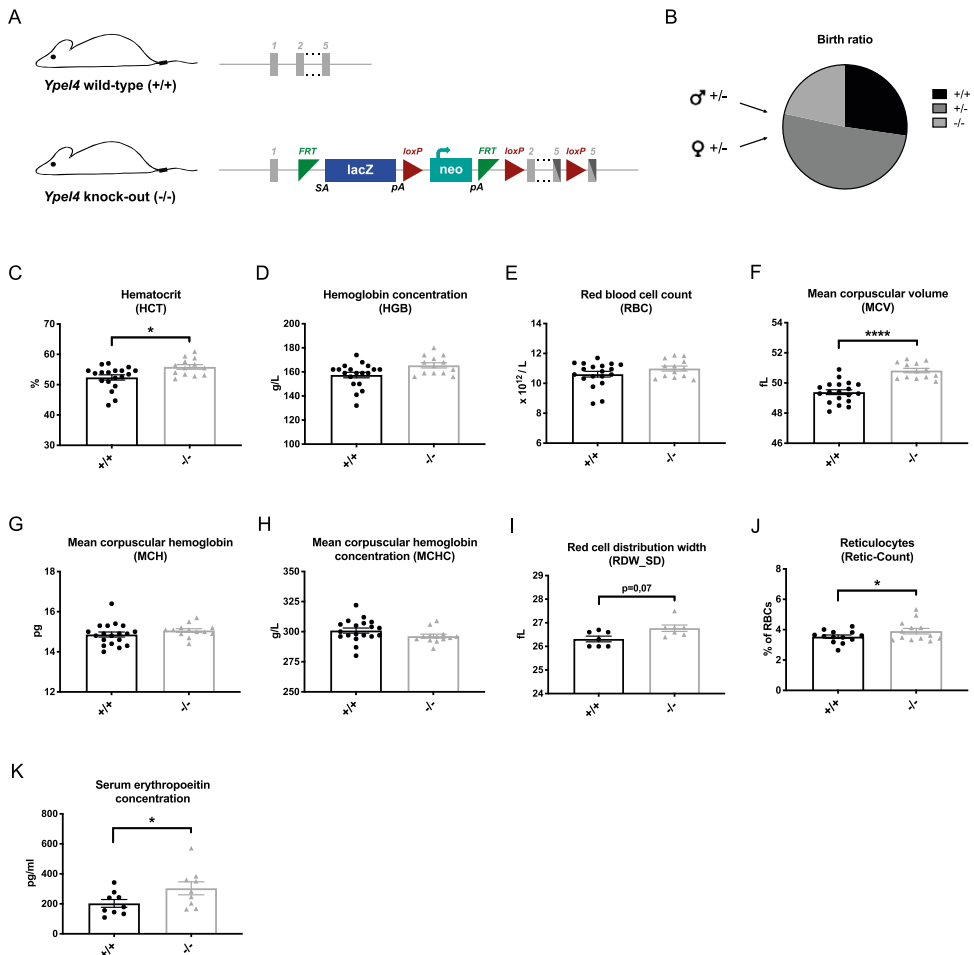 A
Ypel4 wild-type (+/+)
1 2 5
Ypel4 knock-out (-/-)
1 FRT loxP FRT loxP 2 5 loxP 5
lacZ neo
SA pA pA
B
Birth ratio
♂ +/-
♀ +/-
+/+
+/-
-/-
C
Hematocrit
(HCT)
*
%
70
60
50
40
30
+/+ -/-
D
Hemoglobin concentration
(HGB)
g/L
200
180
160
140
120
100
+/+ -/-
E
Red blood cell count
(RBC)
x 10¹²/ L
14
12
10
8
6
+/+ -/-
F
Mean corpuscular volume
(MCV)
****
fL
54
52
50
48
46
+/+ -/-
G
Mean corpuscular hemoglobin
(MCH)
pg
18
16
14
12
+/+ -/-
H
Mean corpuscular hemoglobin
concentration (MCHC)
g/L
350
325
300
275
250
+/+ -/-
I
Red cell distribution width
(RDW_SD)
p=0,07
fL
29
28
27
26
25
24
+/+ -/-
J
Reticulocytes
(Retic-Count)
*
% of RBCs
8
6
4
2
0
+/+ -/-
K
Serum erythropoeitin
concentration
*
pg/ml
800
600
400
200
0
+/+ -/-